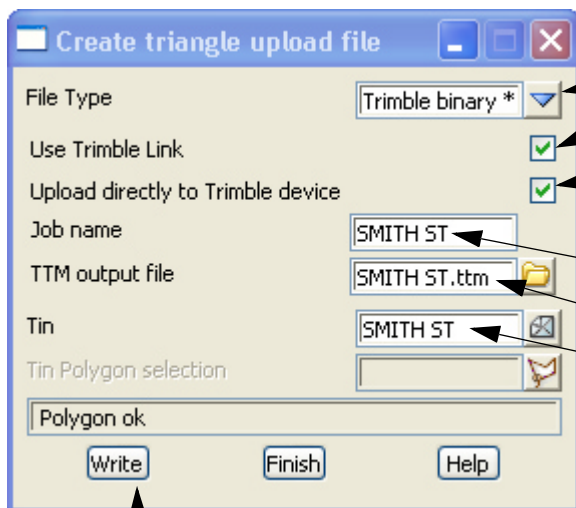 Create triangle upload file
File Type Trimble binary *
Use Trimble Link
Upload directly to Trimble device
Job name SMITH ST
TTM output file SMITH ST.ttm
Tin SMITH ST
Tin Polygon selection
Polygon ok
Write Finish Help